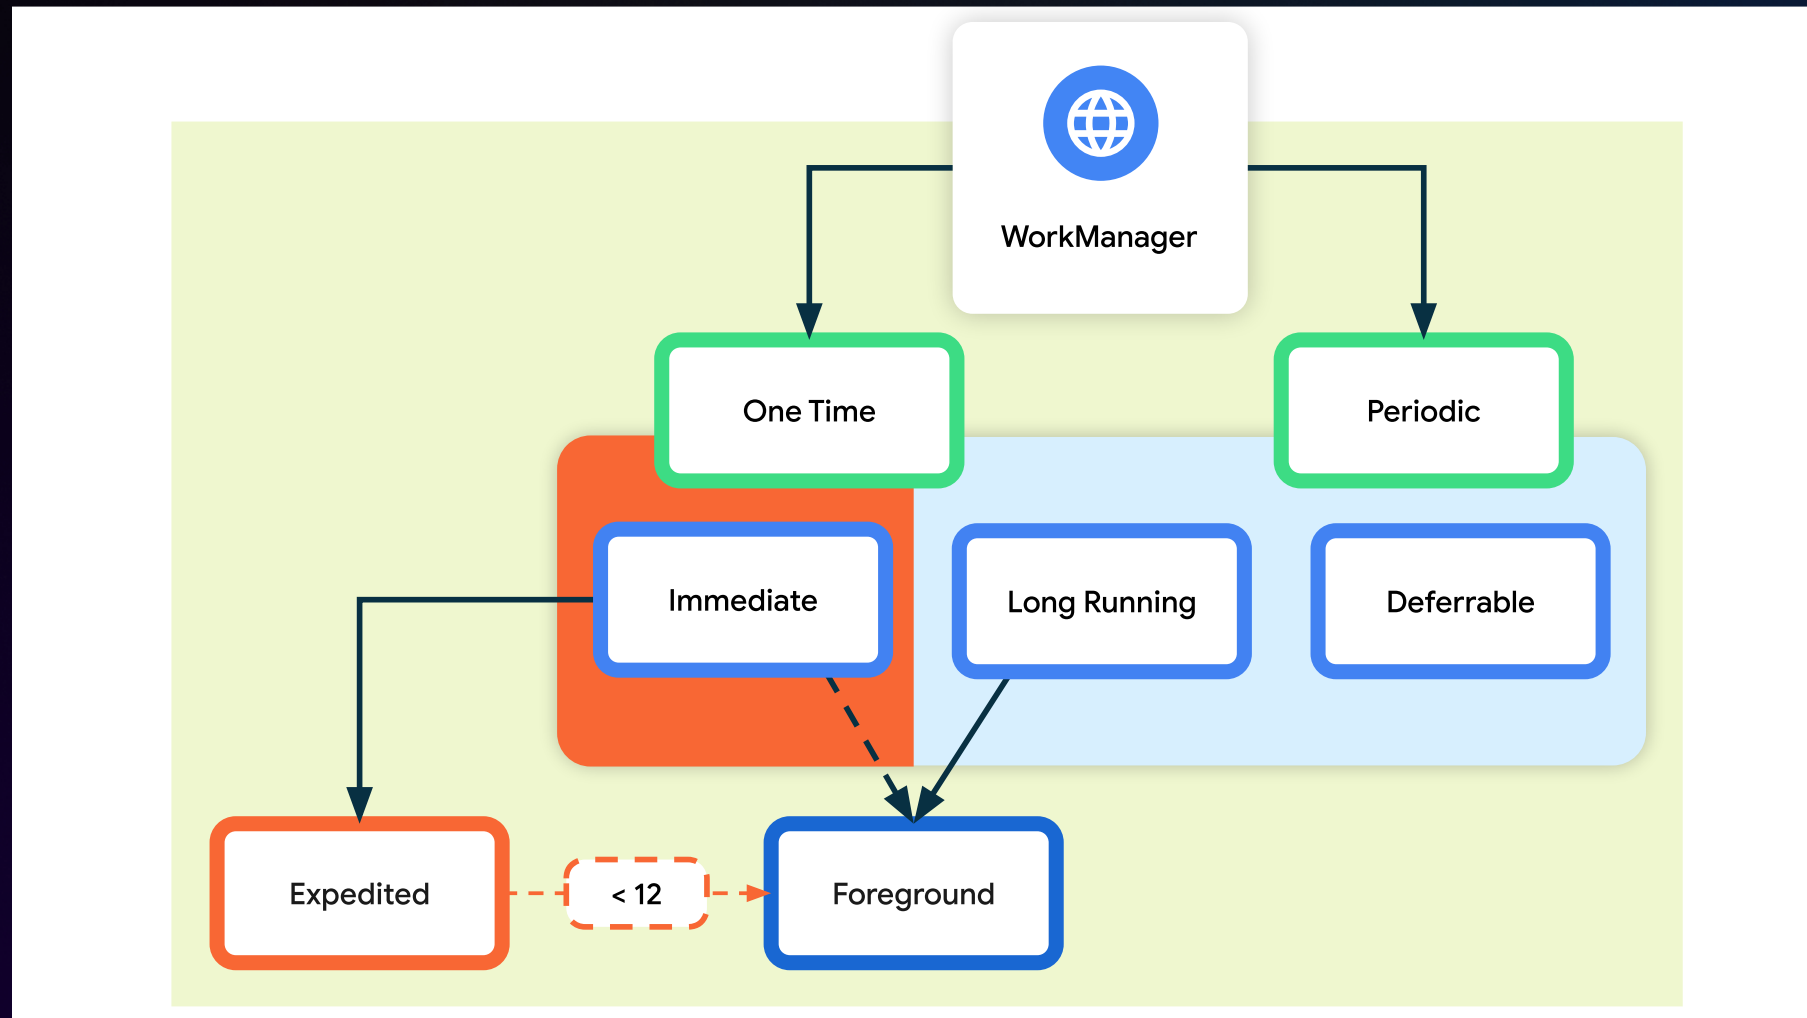 WorkManager
One Time
Periodic
Immediate
Long Running
Deferrable
Expedited
< 12
Foreground